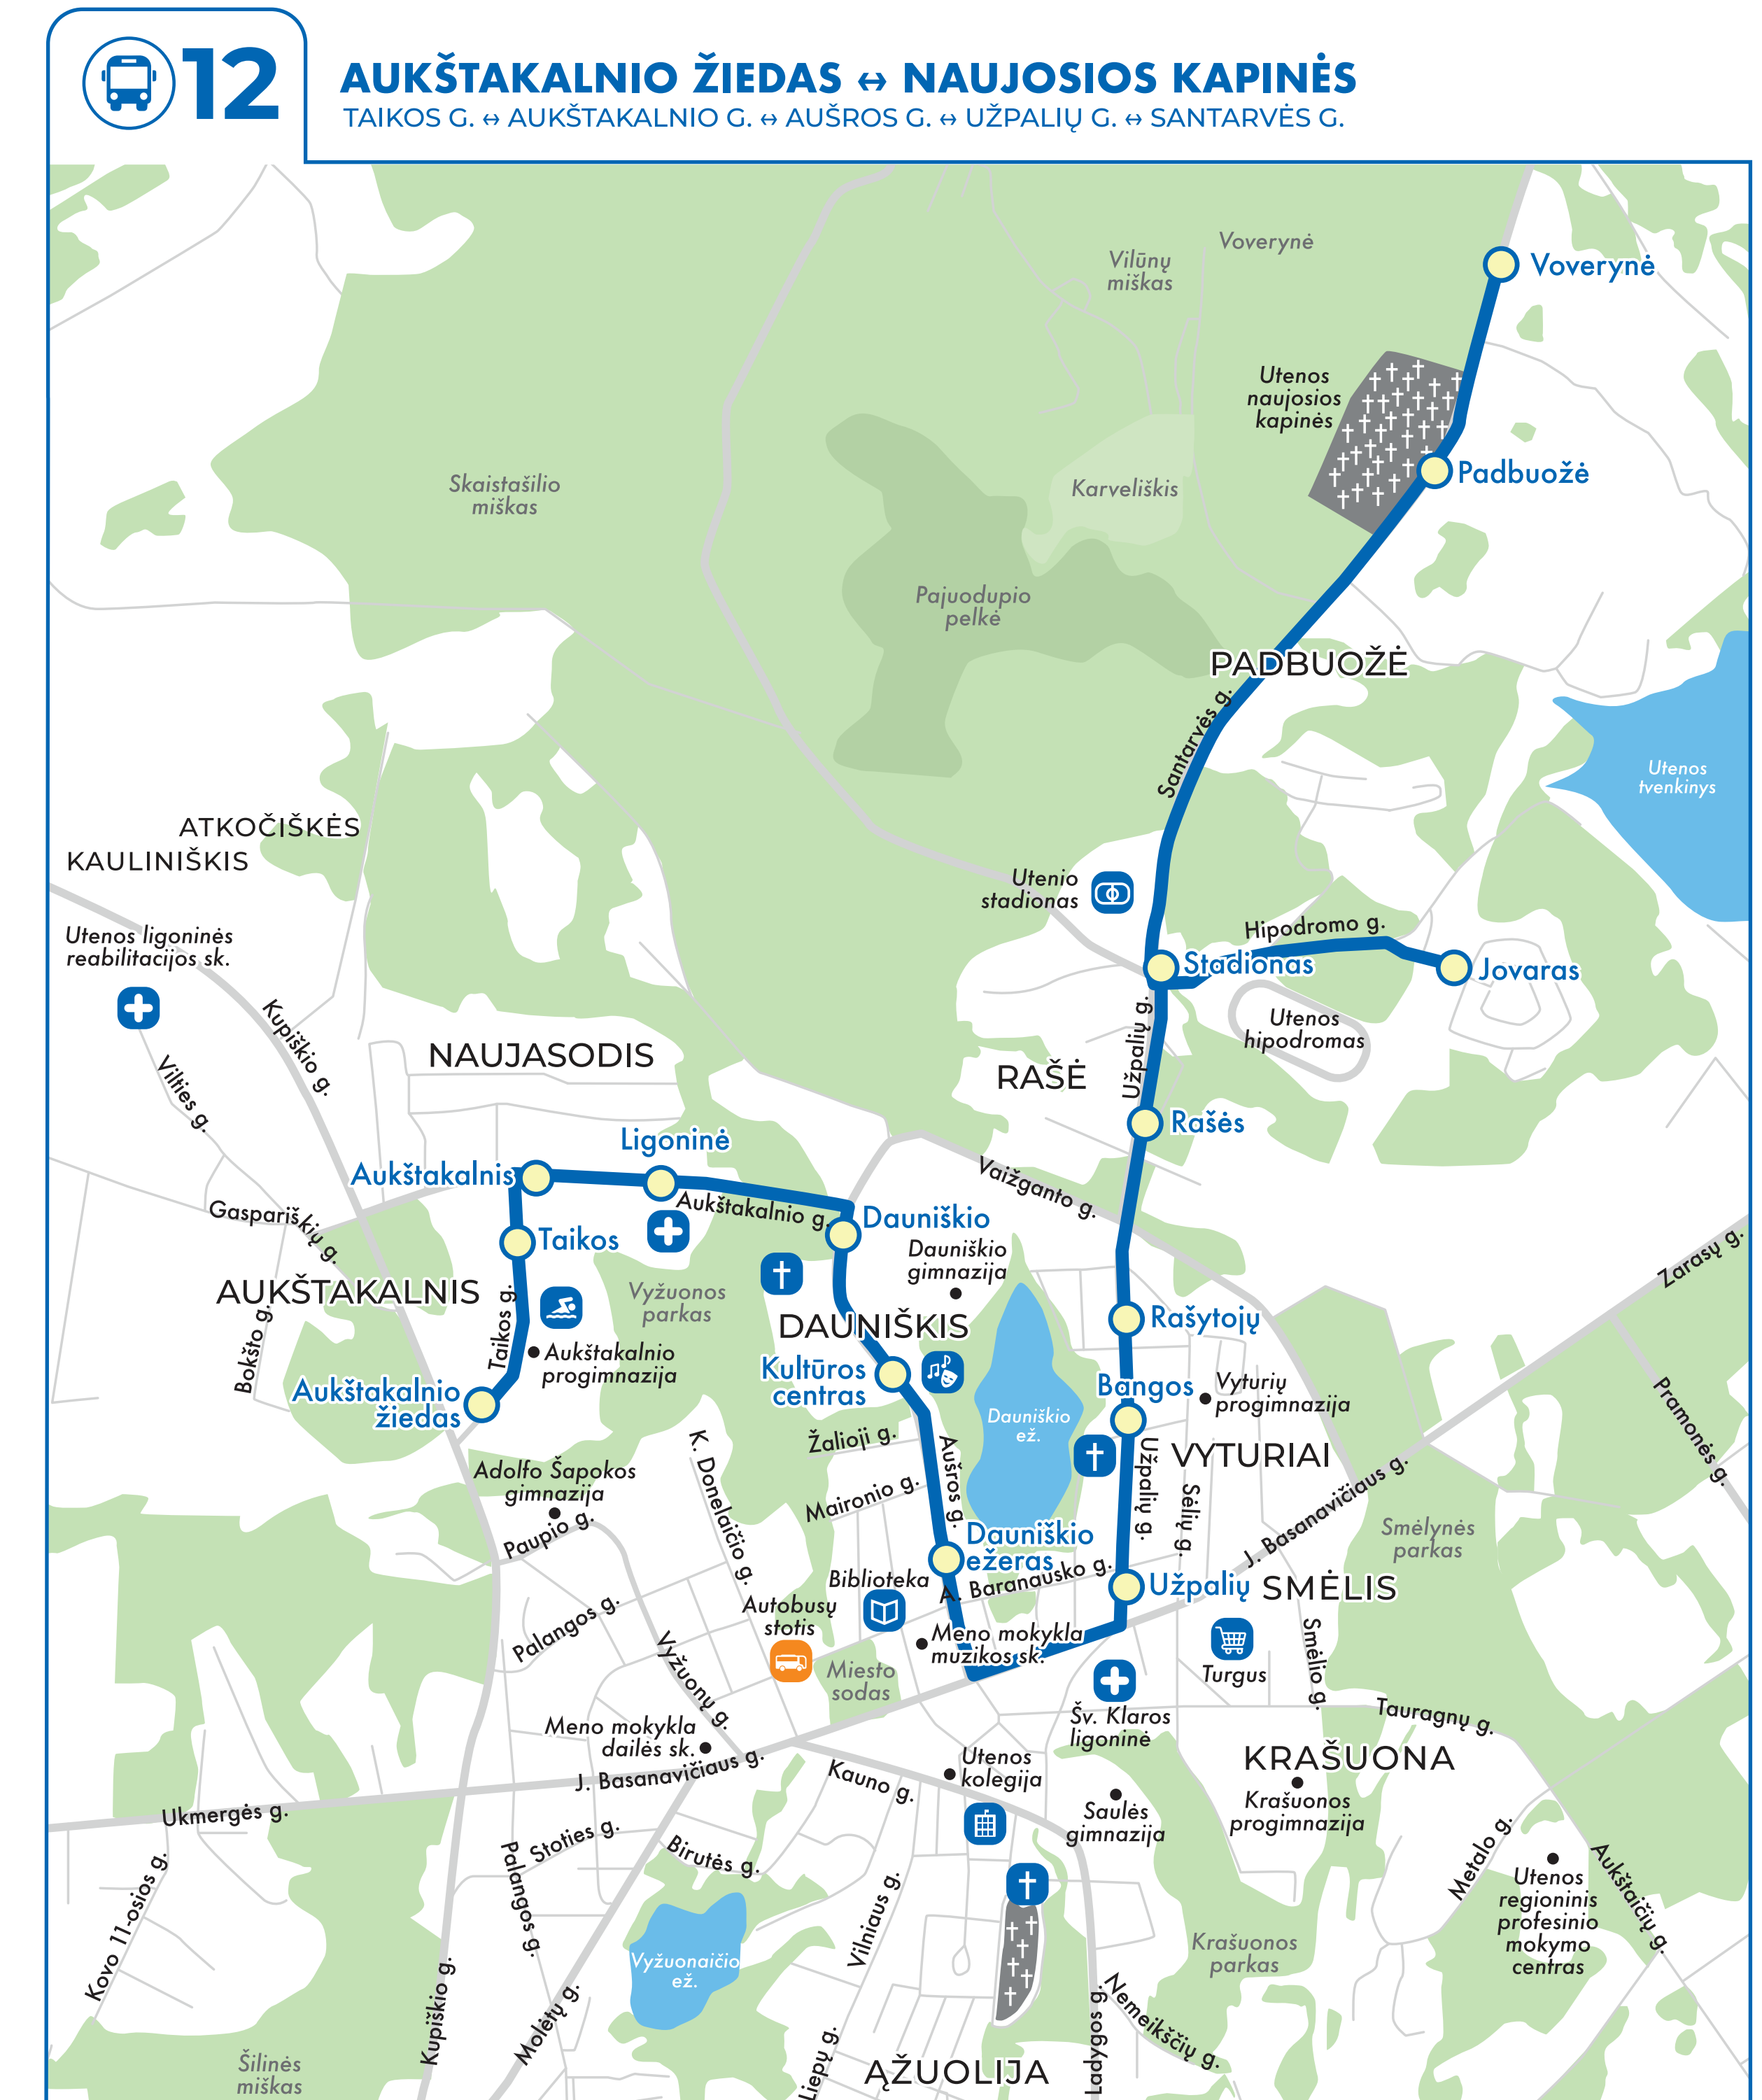 12
AUKŠTAKALNIO ŽIEDAS ↔ NAUJOSIOS KAPINĖS
TAIKOS G. ↔ AUKŠTAKALNIO G. ↔ AUŠROS G. ↔ UŽPALIŲ G. ↔ SANTARVĖS G.
Voverynė
Vilūnų
miškas
Voverynė
Utenos
naujosios
kapinės
Padbuožė
Skaistašilio
miškas
Karveliškis
Pajuodupio
pelkė
PADBUOŽĖ
Santarvės g.
Utenos
tvenkinys
ATKOČIŠKĖS
KAULINIŠKIS
Utenio
stadionas
Hipodromo g.
Stadionas
Jovaras
Utenos ligoninės
reabilitacijos sk.
Kupiškio g.
Vilties g.
Utenos
hipodromas
Užpalių g.
NAUJASODIS
RAŠĖ
Rašės
Ligoninė
Aukštakalnis
Aukštakalnio g.
Vaižganto g.
Gaspariškių g.
Taikos
Dauniškio
Dauniškio
gimnazija
Zarasų g.
AUKŠTAKALNIS
Vyžuonos
parkas
Taikos g.
Bokšto g.
DAUNIŠKIS
Rašytojų
Aukštakalnio
progimnazija
Aukštakalnio
žiedas
Kultūros
centras
Bangos
Vyturių
progimnazija
Pramonės g.
Dauniškio
ež.
Žalioji g.
Aušros g.
K. Donelaičio g.
VYTURIAI
Užpalių g.
Sėlių g.
J. Basanavičiaus g.
Adolfo Šapokos
gimnazija
Maironio g.
Paupio g.
Smėlynės
parkas
Dauniškio
ežeras
A. Baranausko g.
Užpalių
SMĖLIS
Biblioteka
Autobusų
stotis
Palangos g.
Meno mokykla
muzikos sk.
Miesto
sodas
Turgus
Smėlio g.
Vyžuonų g.
Šv. Klaros
ligoninė
Tauragnų g.
Meno mokykla
dailės sk.
J. Basanavičiaus g.
Kauno g.
Utenos
kolegija
KRAŠUONA
Krašuonos
progimnazija
Saulės
gimnazija
Ukmergės g.
Stoties g.
Birutės g.
Palangos g.
Metalo g.
Aukštaičių g.
Utenos
regioninis
profesinio
mokymo
centras
Kovo 11-osios g.
Vilniaus g.
Vyžuonaičio
ež.
Krašuonos
parkas
Kupiškio g.
Molėtų g.
Liepų g.
Ladygos g.
Nemeikščių g.
Šilinės
miškas
ĄŽUOLIJA